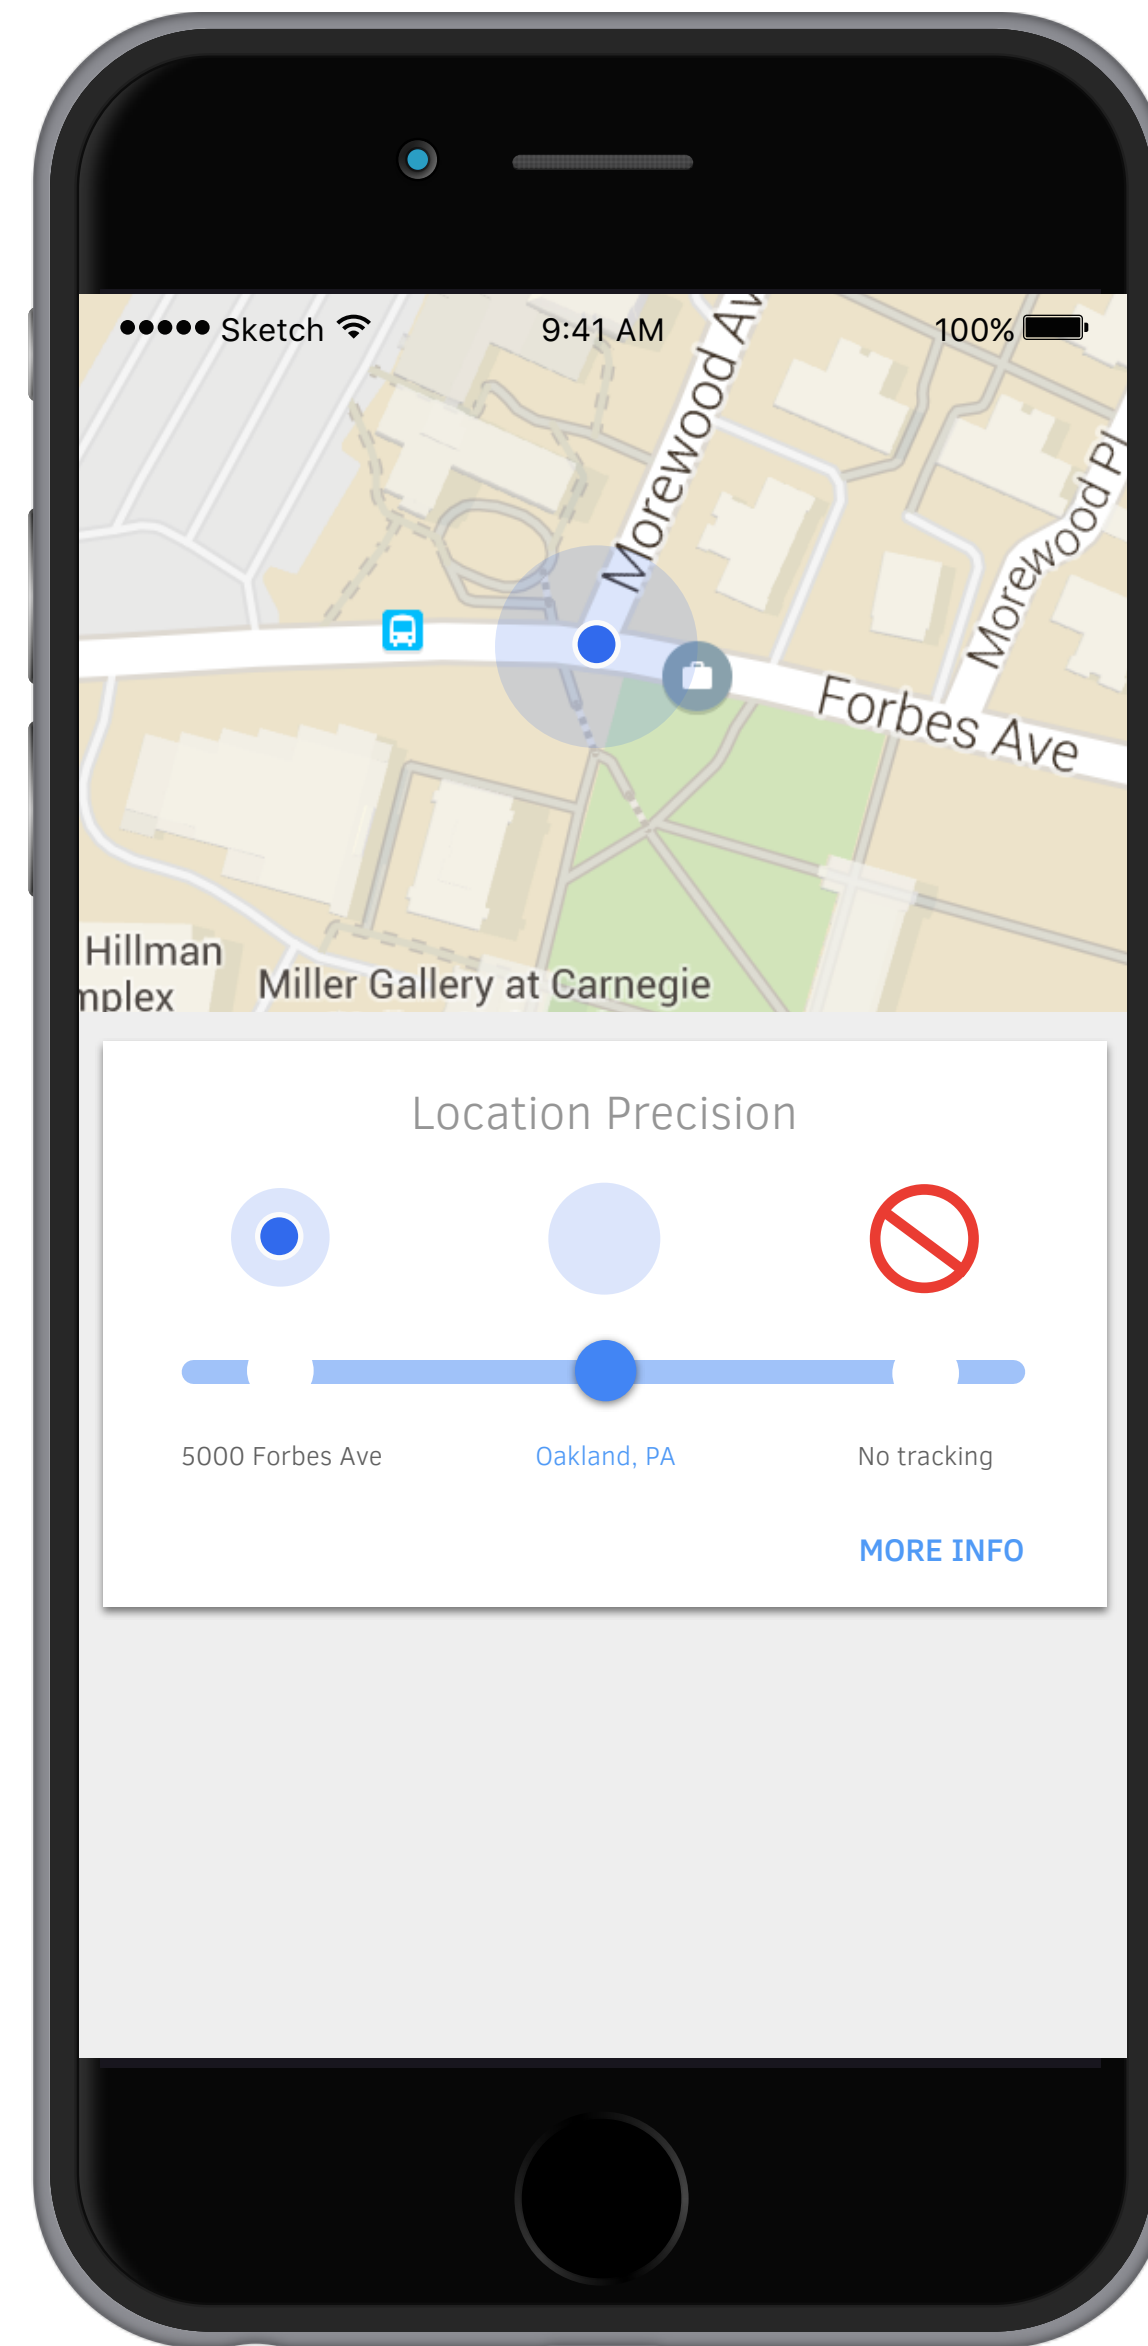 Sketch 9:41 AM 100%
Morewood Av
Morewood Pl
Forbes Ave
Hillman
mplex
Miller Gallery at Carnegie
Location Precision
5000 Forbes Ave Oakland, PA No tracking
MORE INFO